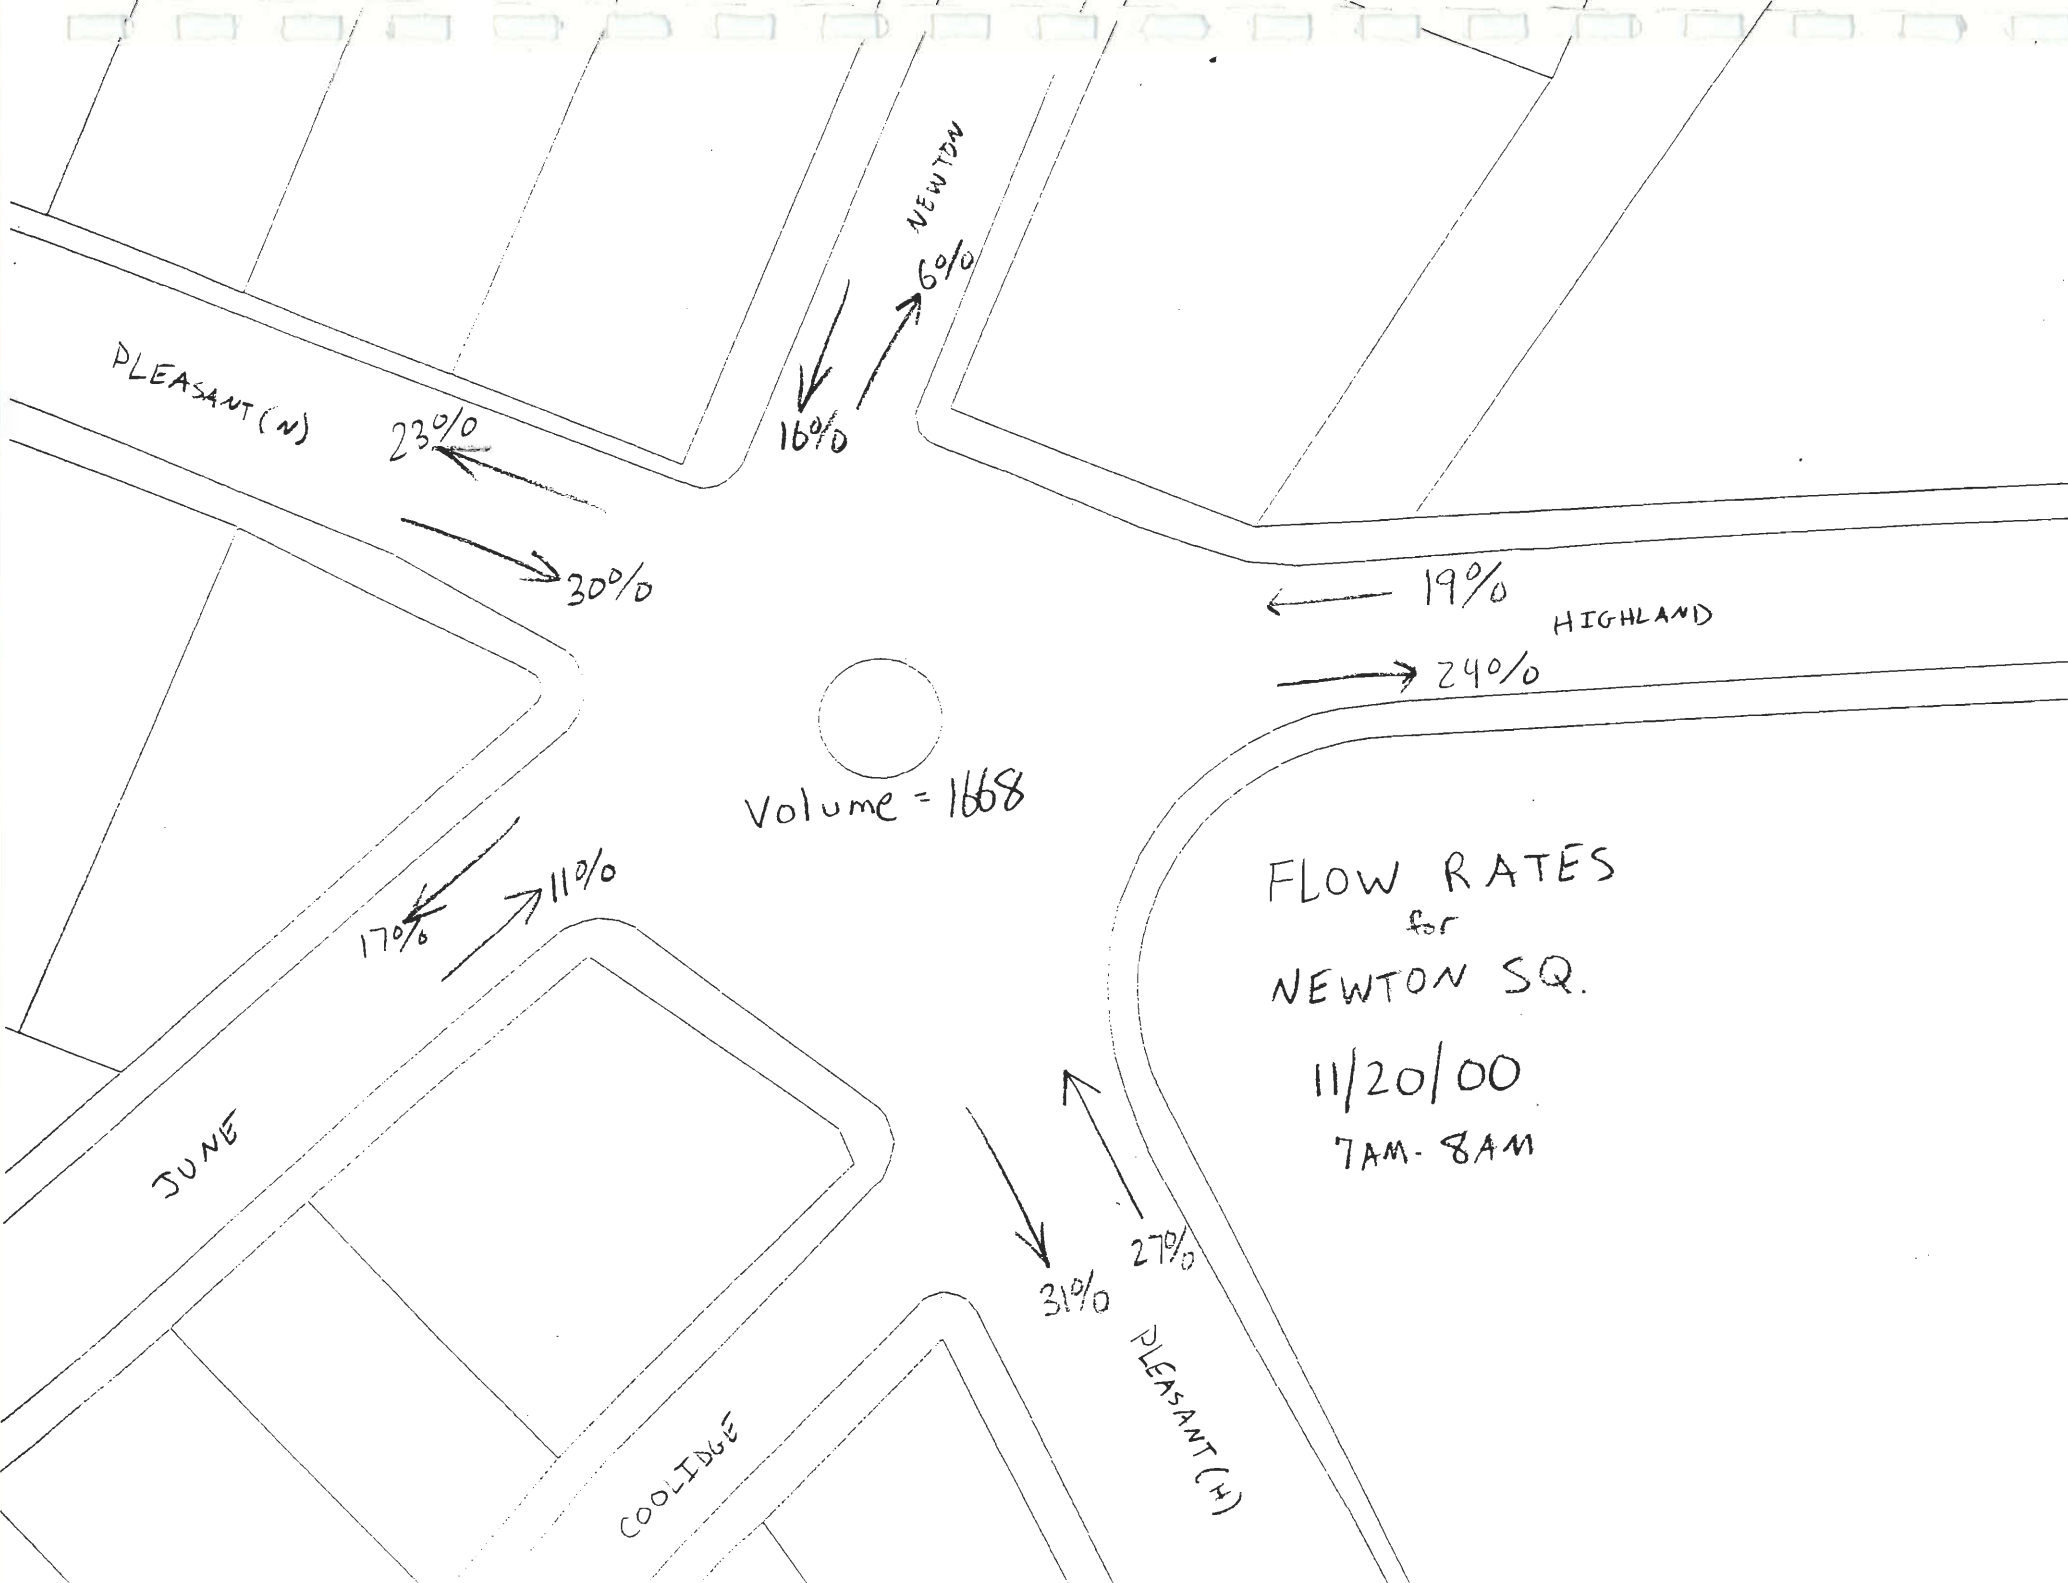 NEWTON
6%
16%
PLEASANT (N)
23%
30%
19%
HIGHLAND
24%
Volume = 1668
11%
17%
FLOW RATES
for
NEWTON SQ.
11/20/00
7AM - 8AM
JUNE
27%
31%
PLEASANT (H)
COOLIDGE